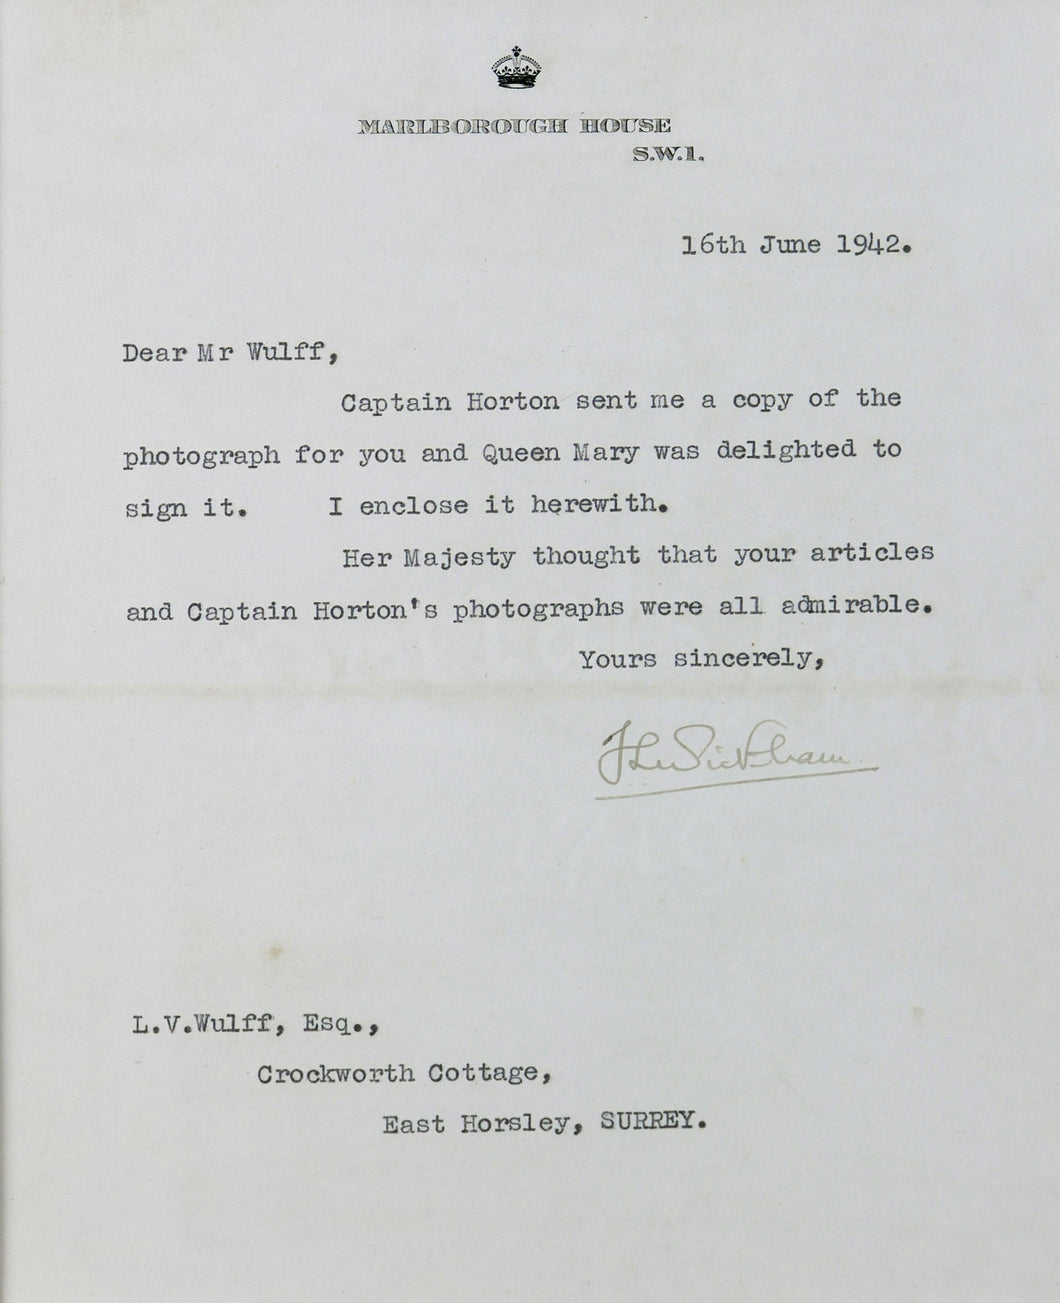 MARLBOROUGH HOUSE
S.W.1.
16th June 1942.
Dear Mr Wulff,
Captain Horton sent me a copy of the
photograph for you and Queen Mary was delighted to
sign it. I enclose it herewith.
Her Majesty thought that your articles
and Captain Horton's photographs were all admirable.
Yours sincerely,
L.V.Wulff, Esq.,
Crockworth Cottage,
East Horsley, SURREY.